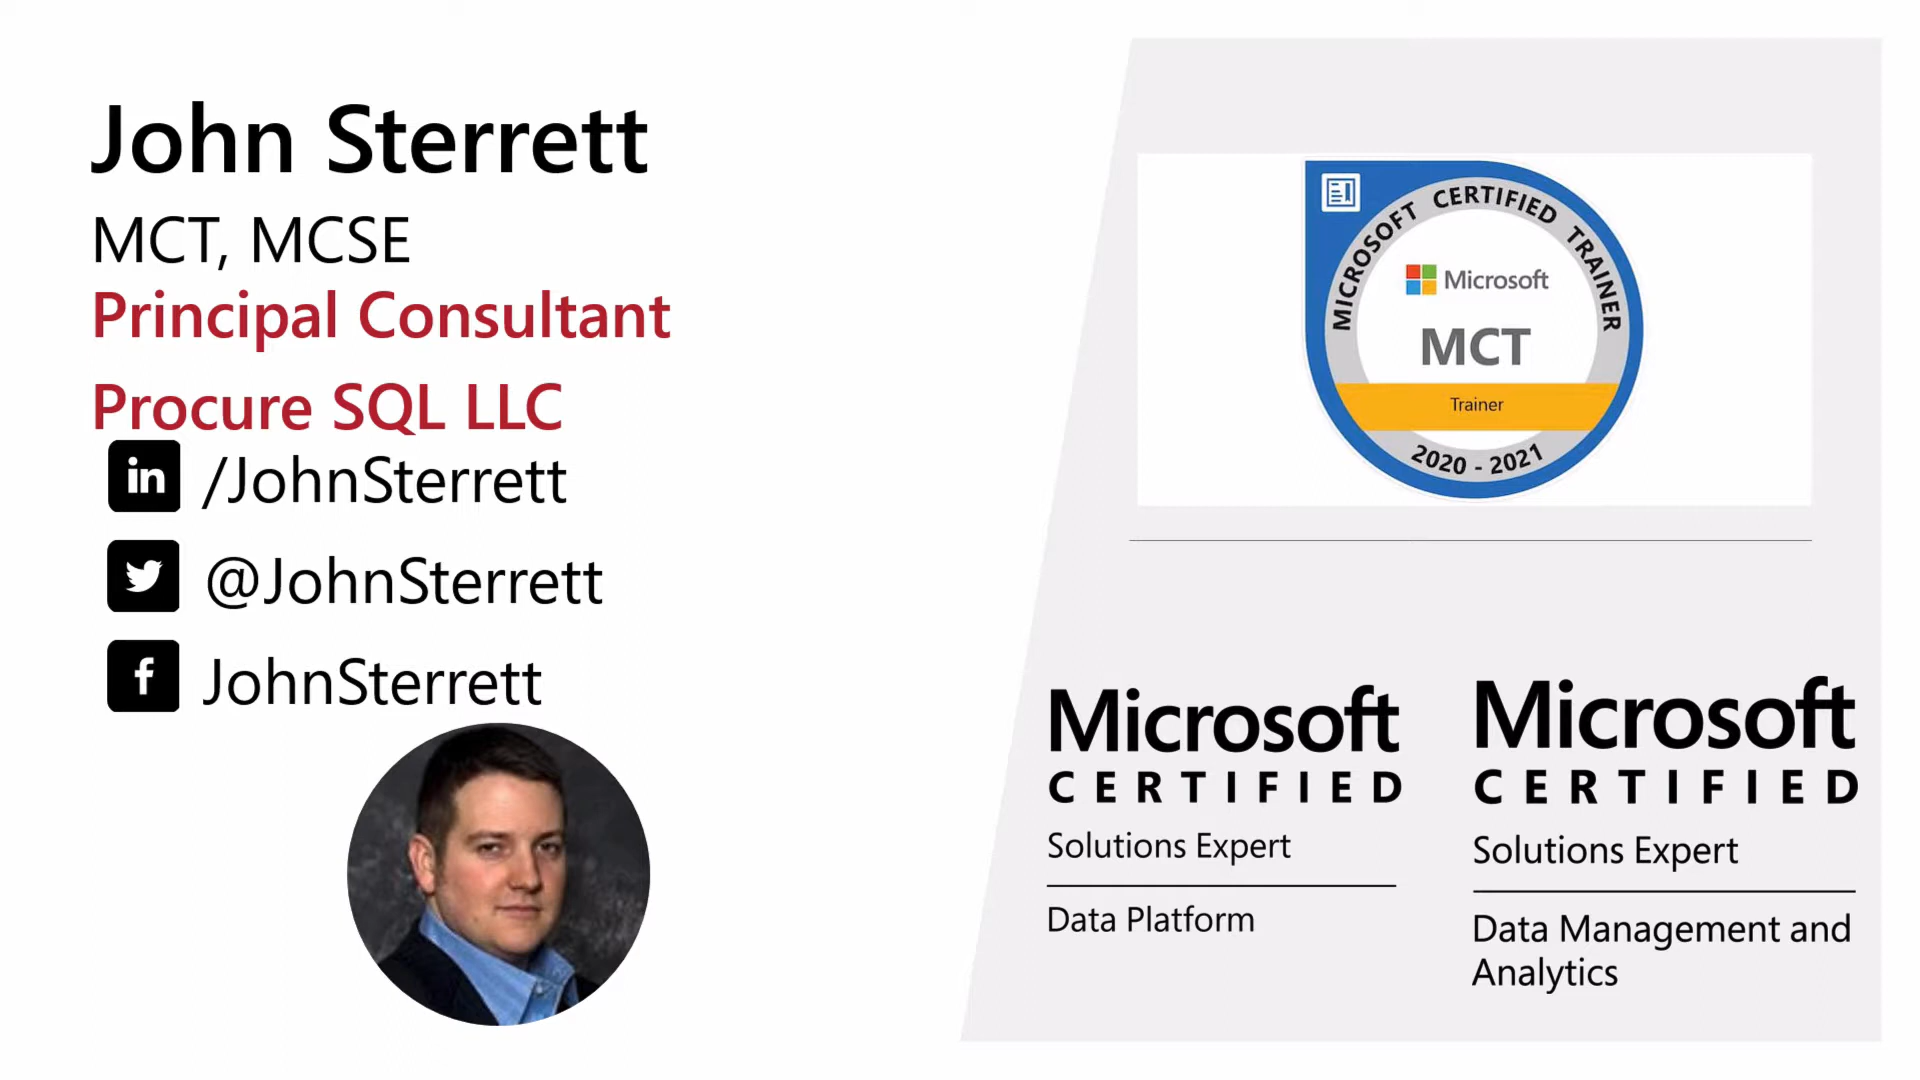 John Sterrett
MCT, MCSE
Principal Consultant
Procure SQL LLC
in /JohnSterrett
@JohnSterrett
f JohnSterrett
MICROSOFT CERTIFIED TRAINER
Microsoft
MCT
Trainer
2020 - 2021
Microsoft
CERTIFIED
Solutions Expert
Data Platform
Microsoft
CERTIFIED
Solutions Expert
Data Management and
Analytics